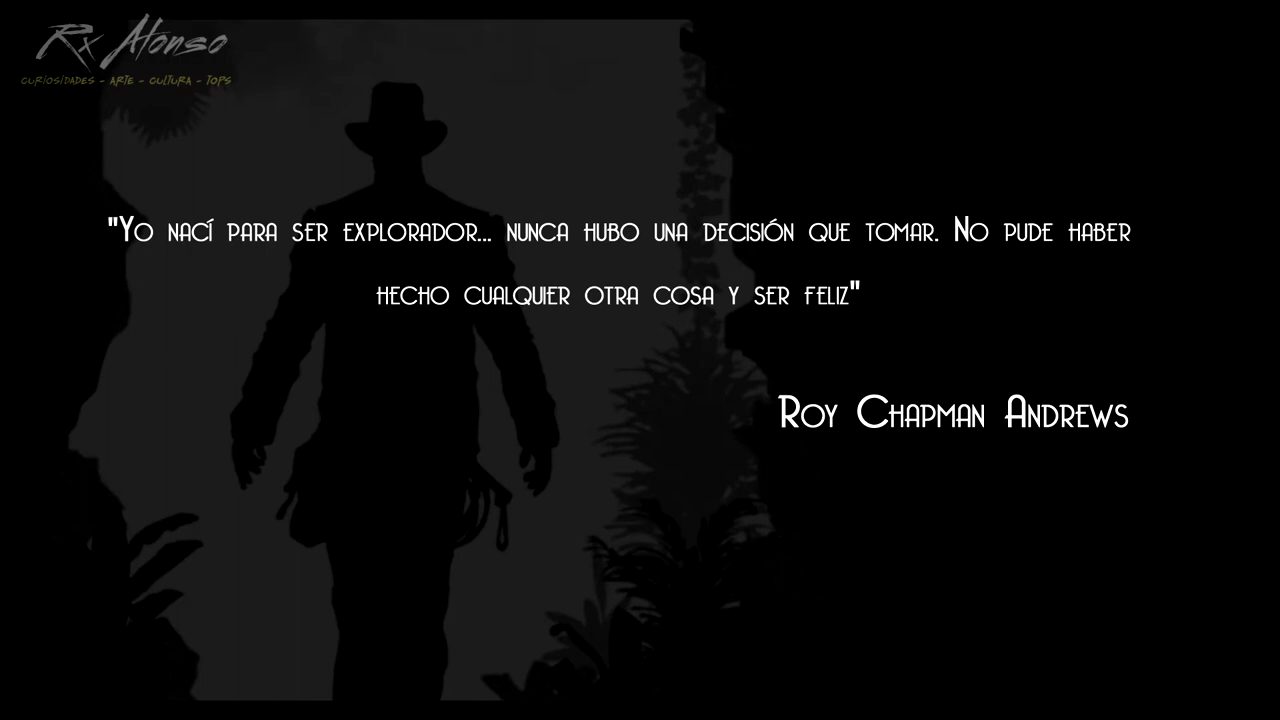 Rx Alonso
CURIOSIDADES - ARTE - CULTURA - TOPS
"Yo nací para ser explorador... nunca hubo una decisión que tomar. No pude haber
hecho cualquier otra cosa y ser feliz"
Roy Chapman Andrews